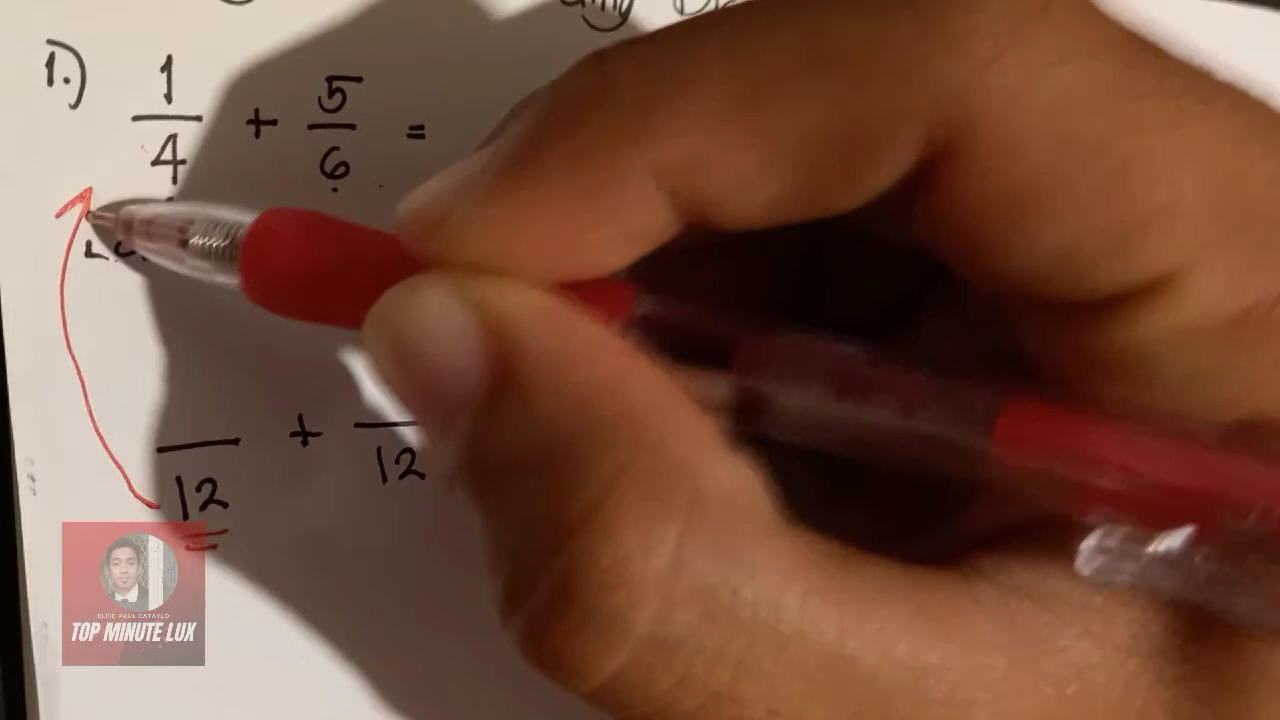 1.) 1/4 + 5/6 =
L.C.
/12 + /12
ELFIE PAUL CATAYLO
TOP MINUTE LUX